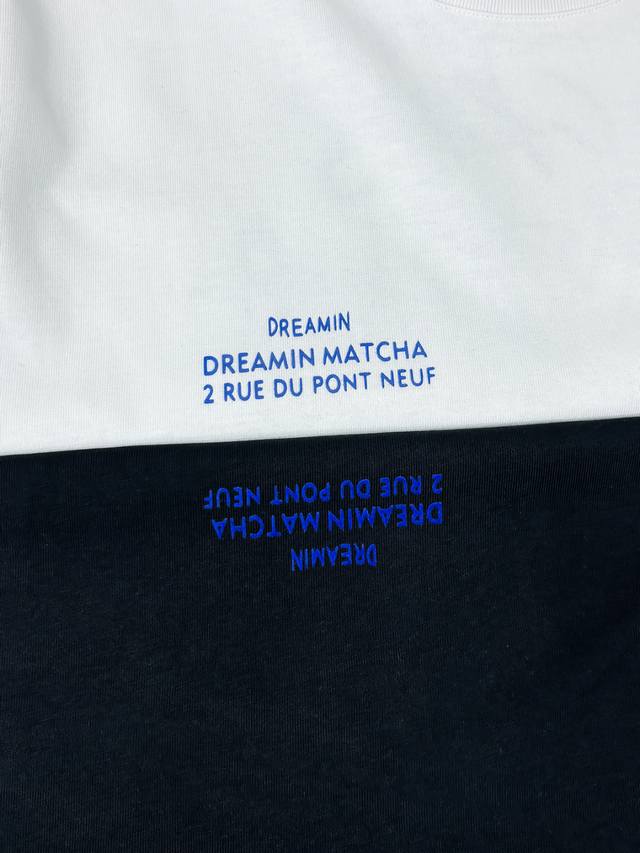 DREAMIN
DREAMIN MATCHA
2 RUE DU PONT NEUF
2 RUE DU PONT NEUF
DREAMIN MATCHA
DREAMIN